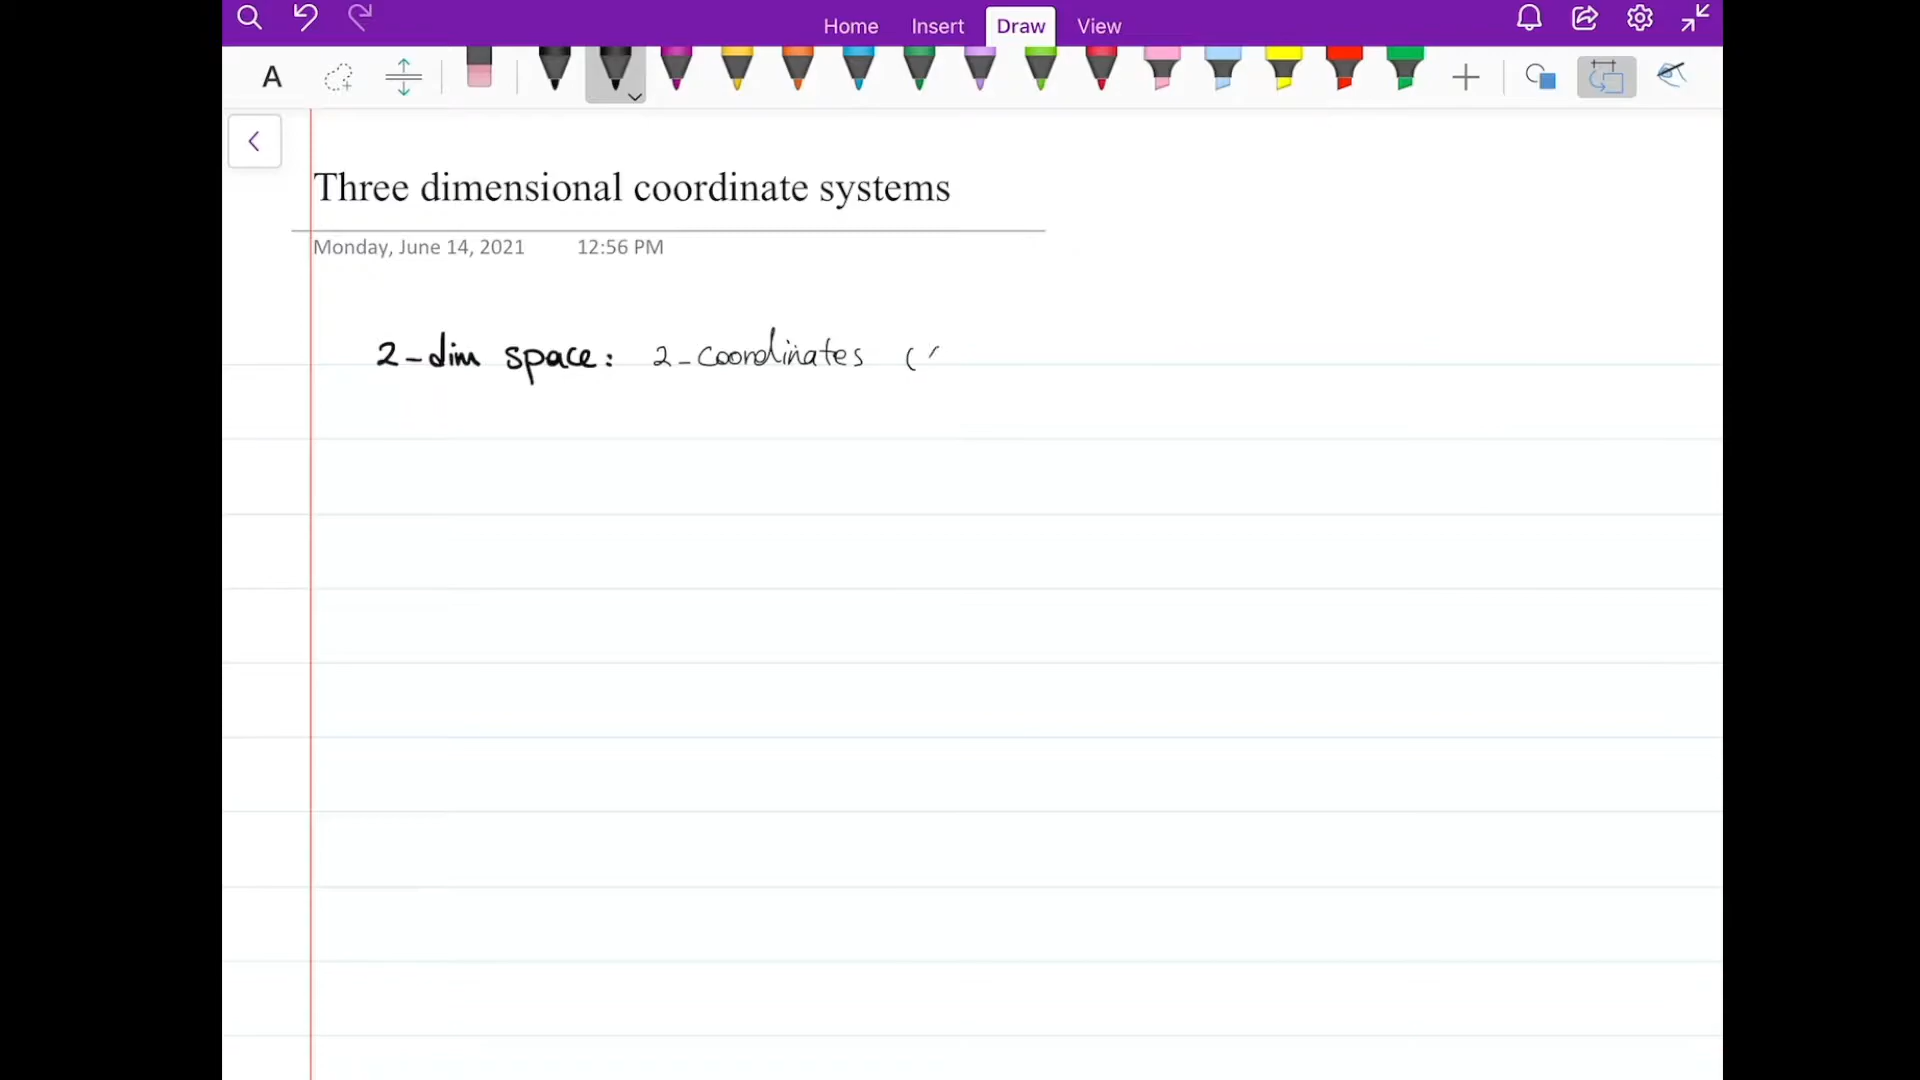 Home Insert Draw View
A
Three dimensional coordinate systems
Monday, June 14, 2021 12:56 PM
2-dim space: 2-coordinates (